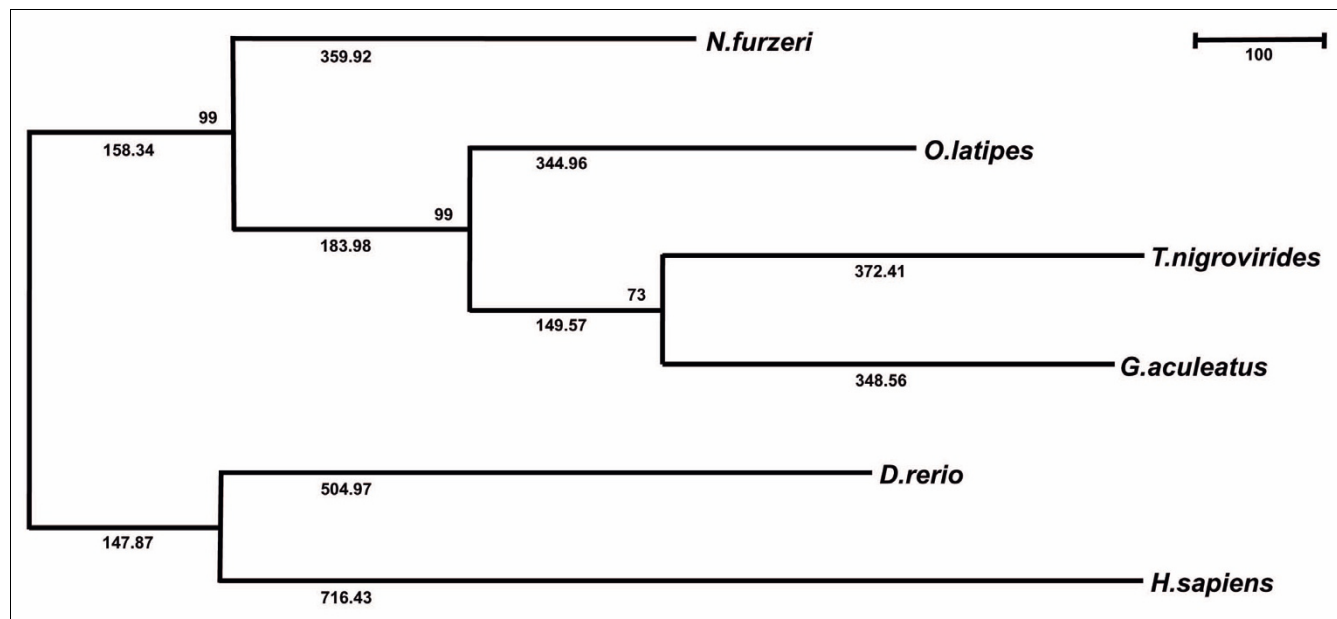 N.furzeri
359.92
100
99
158.34
O.latipes
344.96
99
183.98
T.nigrovirides
372.41
73
149.57
G.aculeatus
348.56
D.rerio
504.97
147.87
H.sapiens
716.43